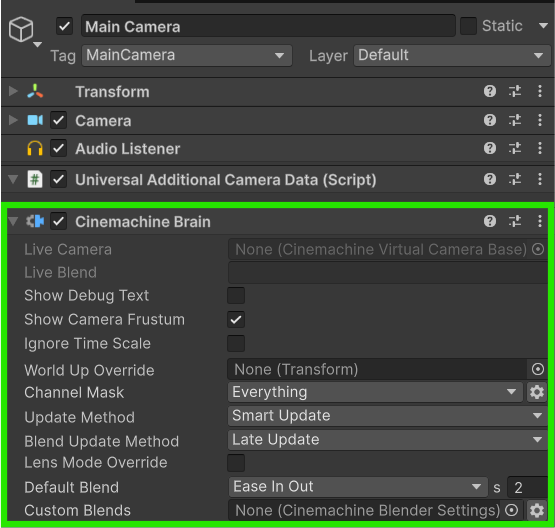 Main Camera Static
Tag MainCamera Layer Default
Transform
Camera
Audio Listener
# Universal Additional Camera Data (Script)
Cinemachine Brain
Live Camera None (Cinemachine Virtual Camera Base)
Live Blend
Show Debug Text
Show Camera Frustum
Ignore Time Scale
World Up Override None (Transform)
Channel Mask Everything
Update Method Smart Update
Blend Update Method Late Update
Lens Mode Override
Default Blend Ease In Out s 2
Custom Blends None (Cinemachine Blender Settings)